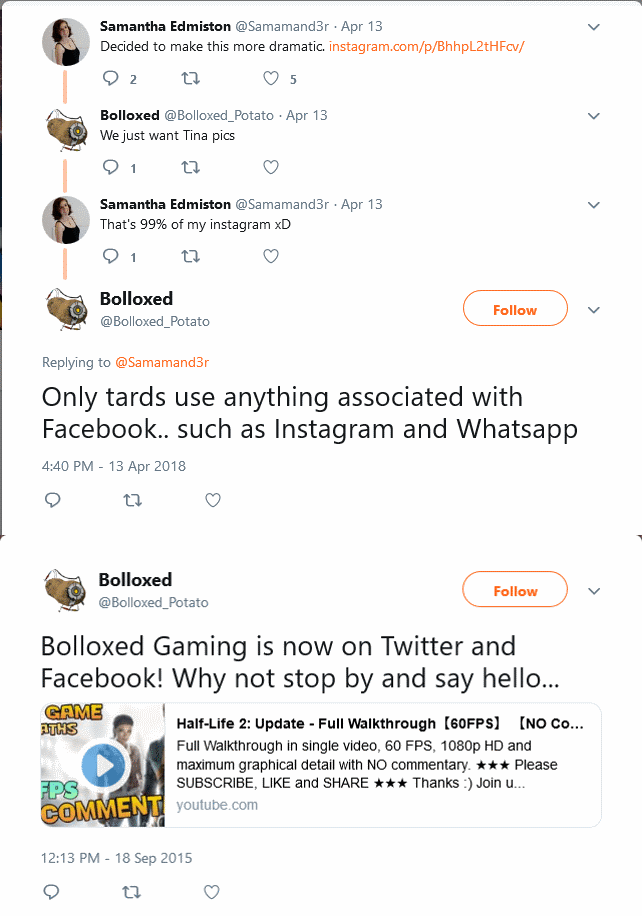 Samantha Edmiston @Samamand3r · Apr 13
Decided to make this more dramatic. instagram.com/p/BhhpL2tHFcv/
2 5
Bolloxed @Bolloxed_Potato · Apr 13
We just want Tina pics
1
Samantha Edmiston @Samamand3r · Apr 13
That's 99% of my instagram xD
1
Bolloxed
@Bolloxed_Potato
Follow
Replying to @Samamand3r
Only tards use anything associated with
Facebook.. such as Instagram and Whatsapp
4:40 PM - 13 Apr 2018
Bolloxed
@Bolloxed_Potato
Follow
Bolloxed Gaming is now on Twitter and
Facebook! Why not stop by and say hello...
GAME
ATHS
FPS
COMMENT
Half-Life 2: Update - Full Walkthrough【60FPS】【NO Co...
Full Walkthrough in single video, 60 FPS, 1080p HD and
maximum graphical detail with NO commentary. ★★★ Please
SUBSCRIBE, LIKE and SHARE ★★★ Thanks :) Join u...
youtube.com
12:13 PM - 18 Sep 2015